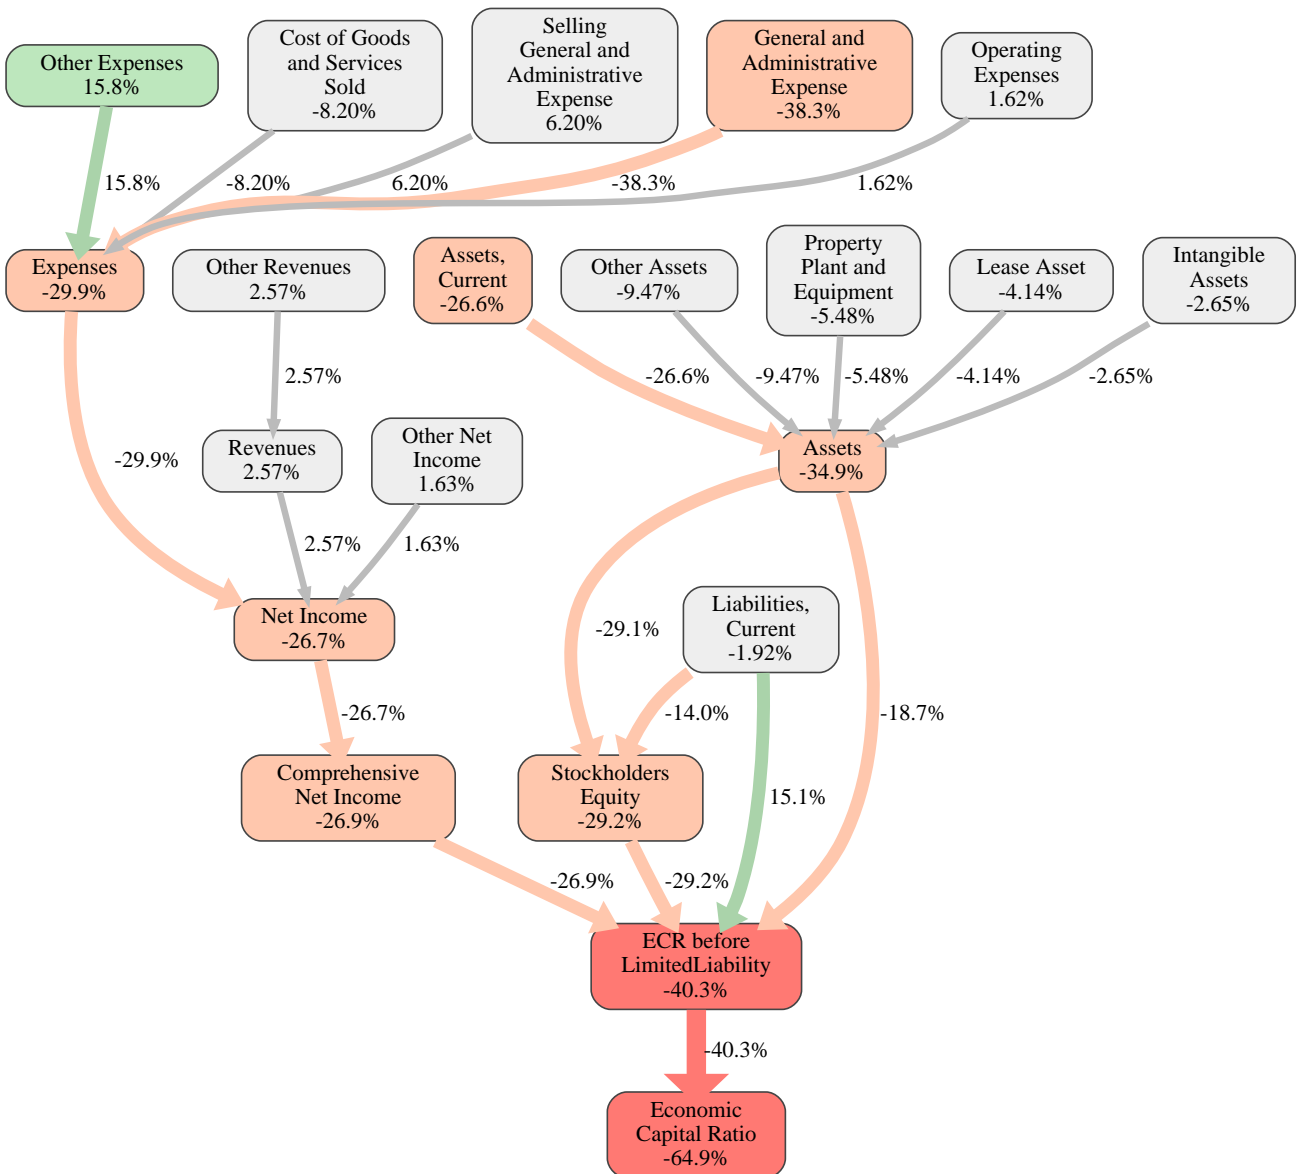 Other Expenses
15.8%
Cost of Goods
and Services
Sold
-8.20%
Selling
General and
Administrative
Expense
6.20%
General and
Administrative
Expense
-38.3%
Operating
Expenses
1.62%
15.8%
-8.20%
6.20%
-38.3%
1.62%
Expenses
-29.9%
Other Revenues
2.57%
Assets,
Current
-26.6%
Other Assets
-9.47%
Property
Plant and
Equipment
-5.48%
Lease Asset
-4.14%
Intangible
Assets
-2.65%
2.57%
-26.6%
-9.47%
-5.48%
-4.14%
-2.65%
-29.9%
Revenues
2.57%
Other Net
Income
1.63%
Assets
-34.9%
2.57%
1.63%
Net Income
-26.7%
-29.1%
Liabilities,
Current
-1.92%
-26.7%
-14.0%
-18.7%
Comprehensive
Net Income
-26.9%
Stockholders
Equity
-29.2%
15.1%
-26.9%
-29.2%
ECR before
LimitedLiability
-40.3%
-40.3%
Economic
Capital Ratio
-64.9%